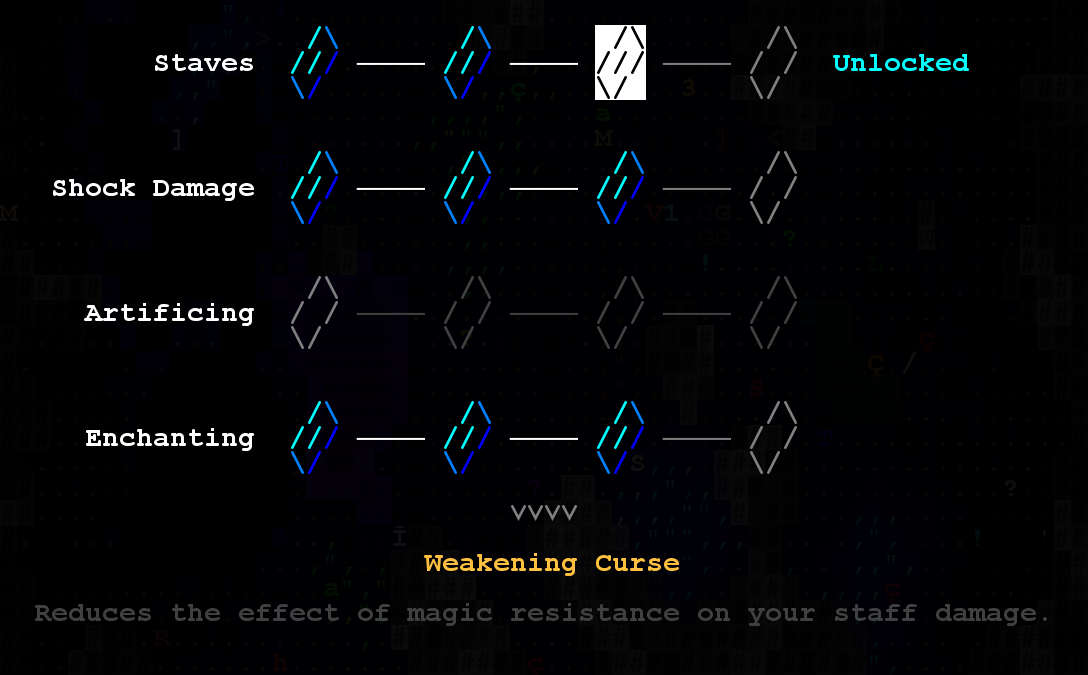 Staves Unlocked
Shock Damage
Artificing
Enchanting
Weakening Curse
Reduces the effect of magic resistance on your staff damage.